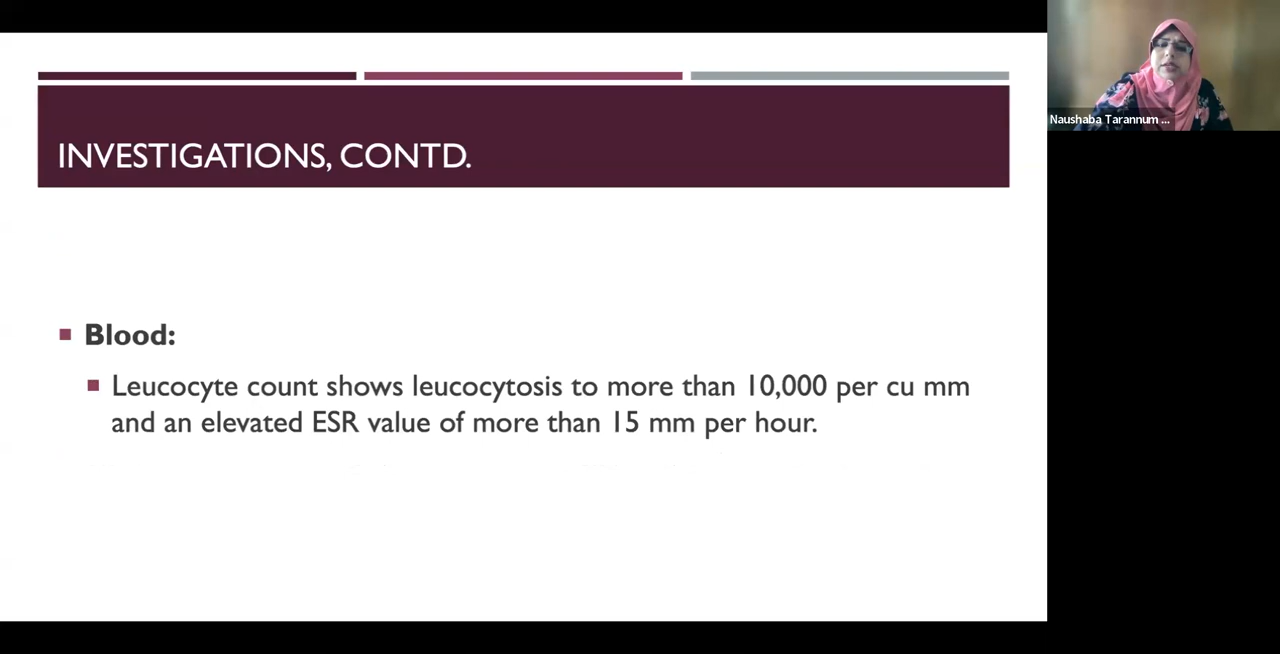 INVESTIGATIONS, CONTD.
Naushaba Tarannum ...
Blood:
Leucocyte count shows leucocytosis to more than 10,000 per cu mm
and an elevated ESR value of more than 15 mm per hour.